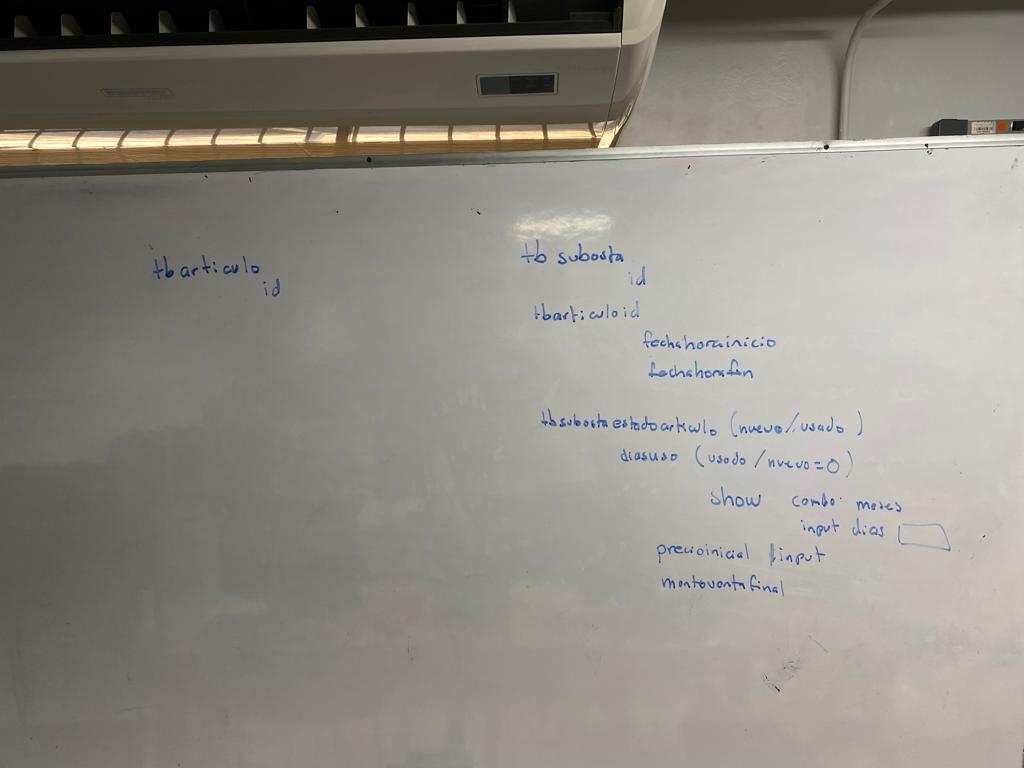 tbarticulo
id
tb subasta
id
tbarticuloid
fechahorainicio
fechahorafin
tbsubastaestadoarticulo (nuevo/usado)
diasuso (usado/nuevo=0)
show combo: meses
input dias
precioinicial input
montoventafinal